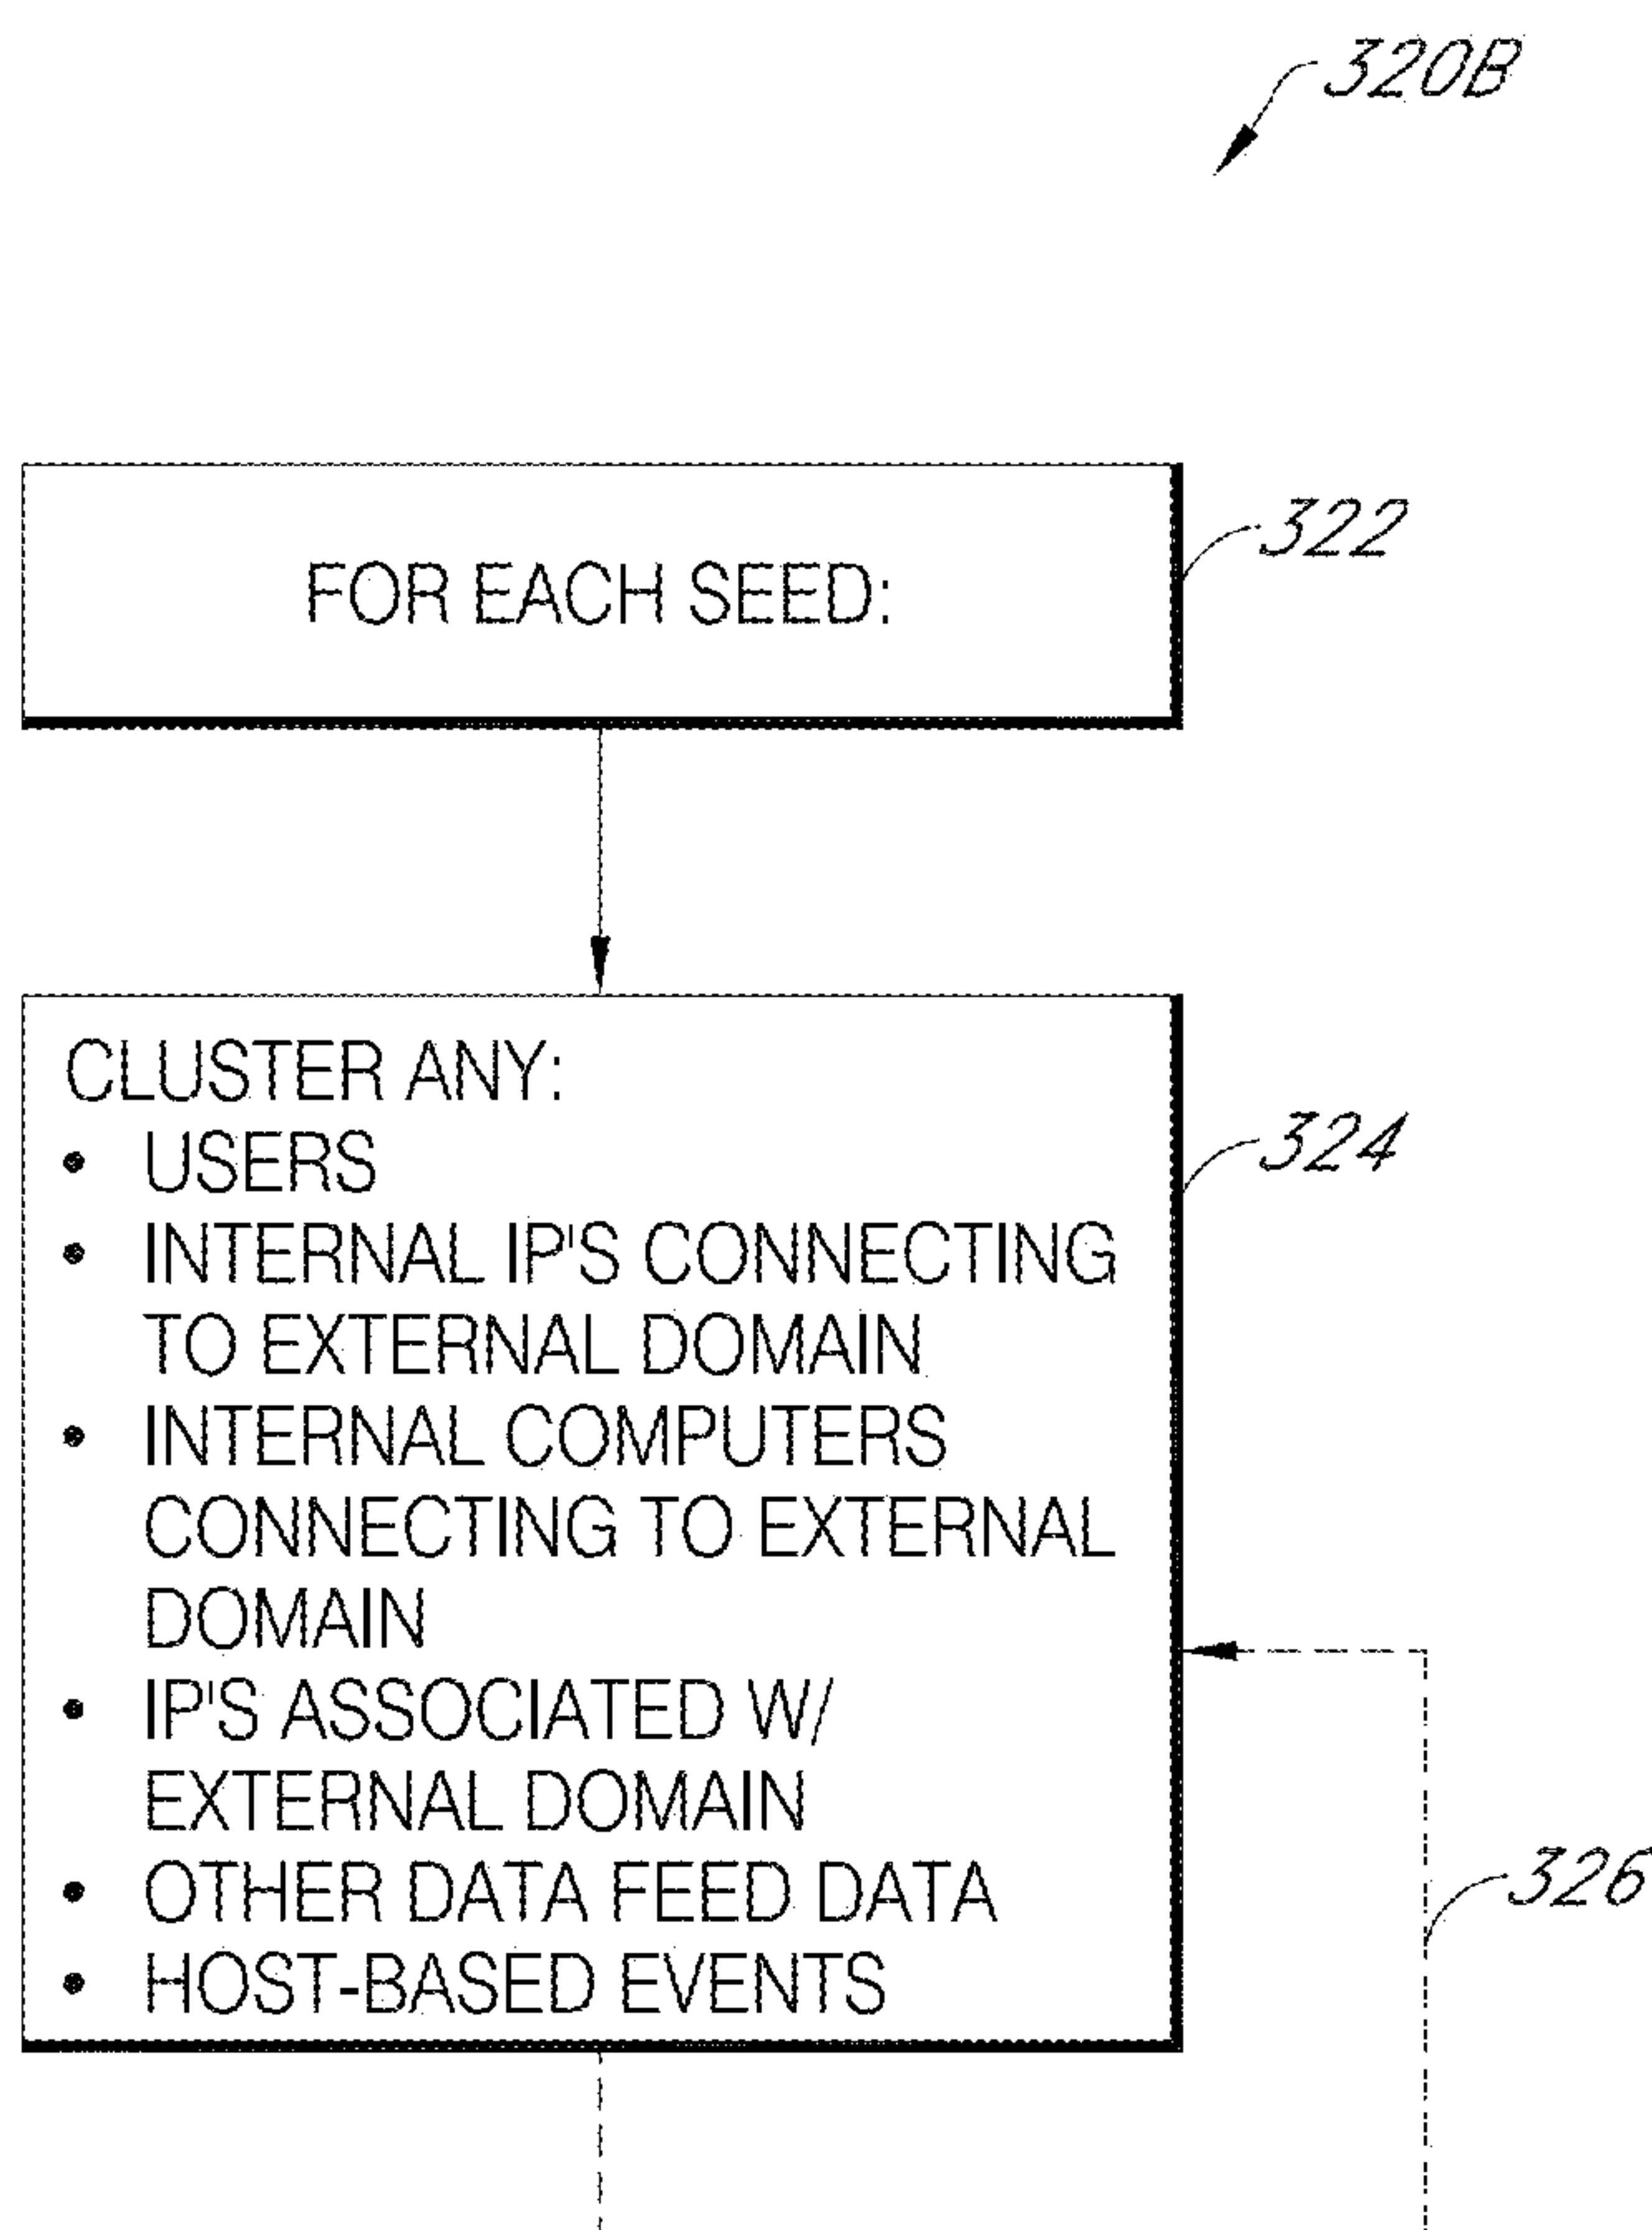 320B
FOR EACH SEED:
322
CLUSTER ANY:
• USERS
• INTERNAL IP'S CONNECTING
TO EXTERNAL DOMAIN
• INTERNAL COMPUTERS
CONNECTING TO EXTERNAL
DOMAIN
• IP'S ASSOCIATED W/
EXTERNAL DOMAIN
• OTHER DATA FEED DATA
• HOST-BASED EVENTS
324
326